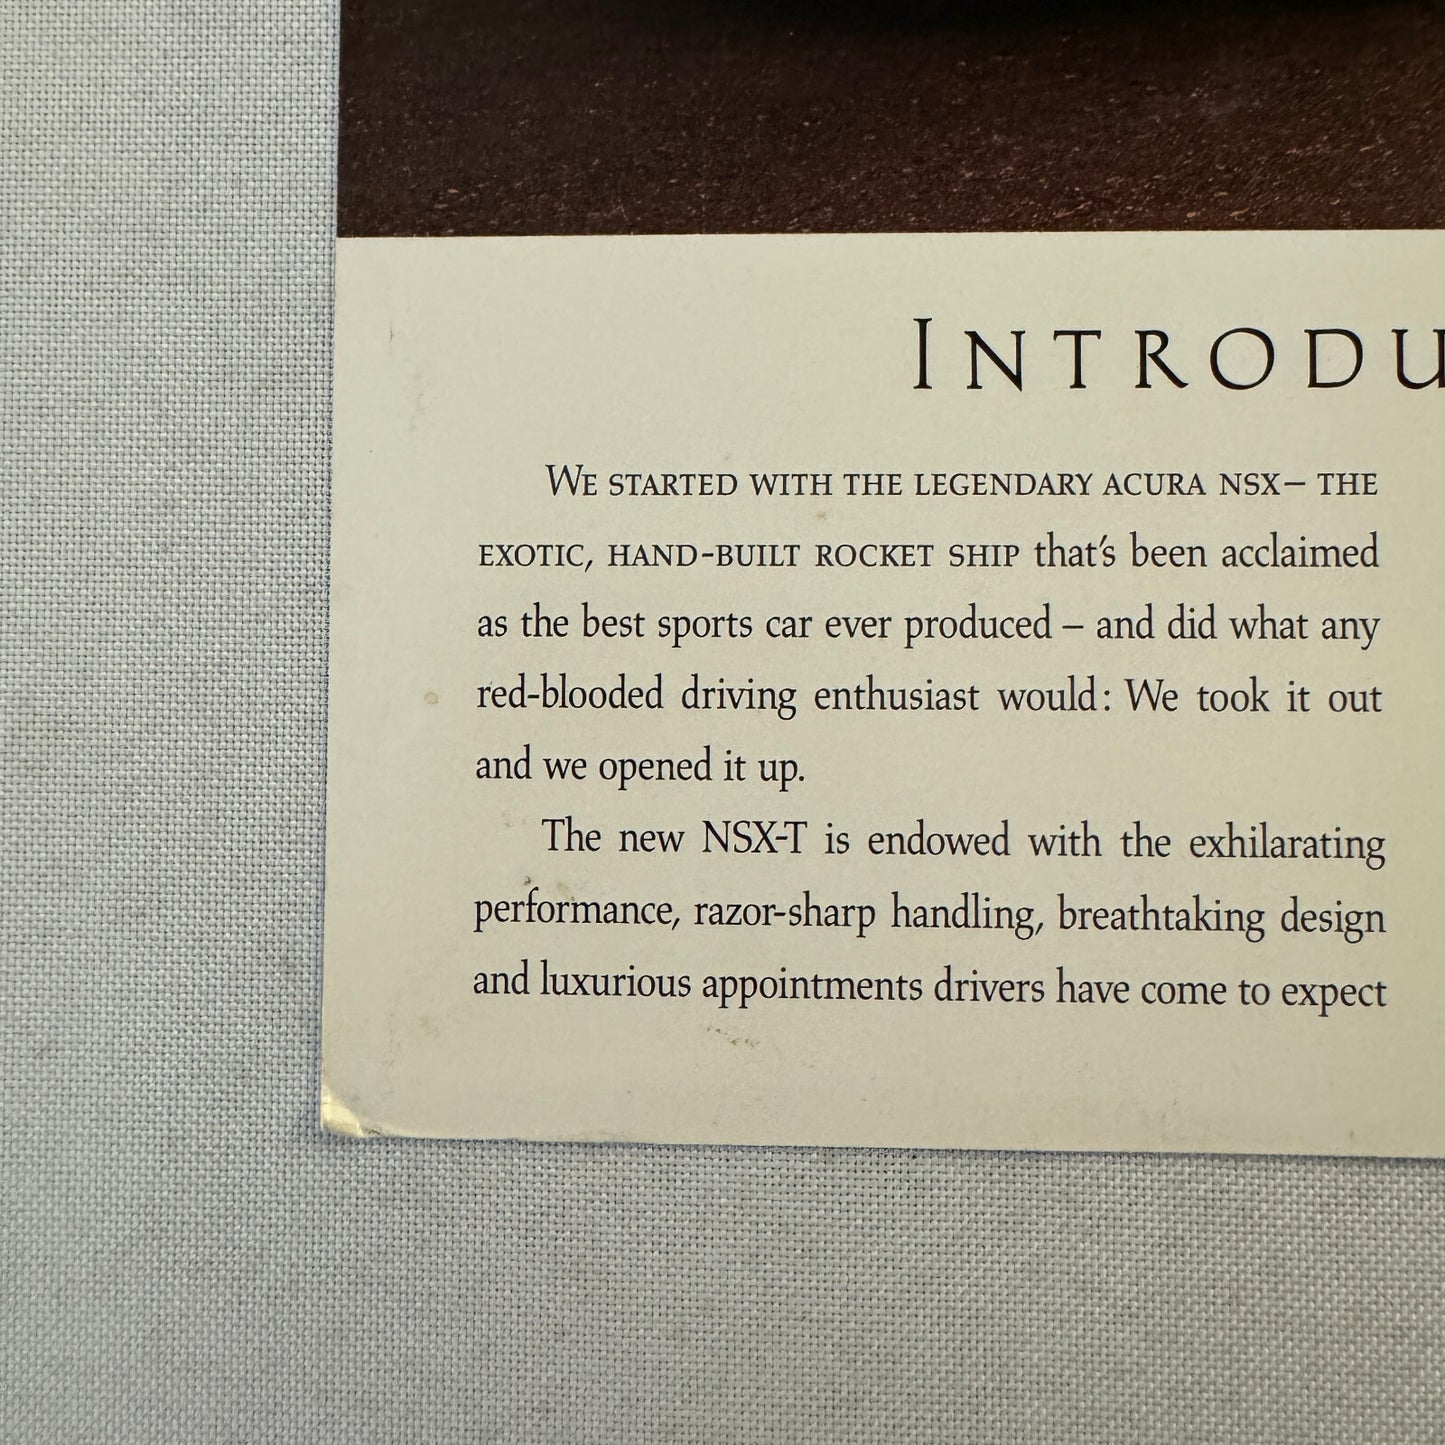 INTRODU
WE STARTED WITH THE LEGENDARY ACURA NSX– THE
EXOTIC, HAND-BUILT ROCKET SHIP that's been acclaimed
as the best sports car ever produced – and did what any
red-blooded driving enthusiast would: We took it out
and we opened it up.
The new NSX-T is endowed with the exhilarating
performance, razor-sharp handling, breathtaking design
and luxurious appointments drivers have come to expect